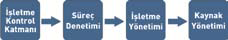 İşletme
Kontrol
Katmanı
Süreç
Denetimi
İşletme
Yönetimi
Kaynak
Yönetimi